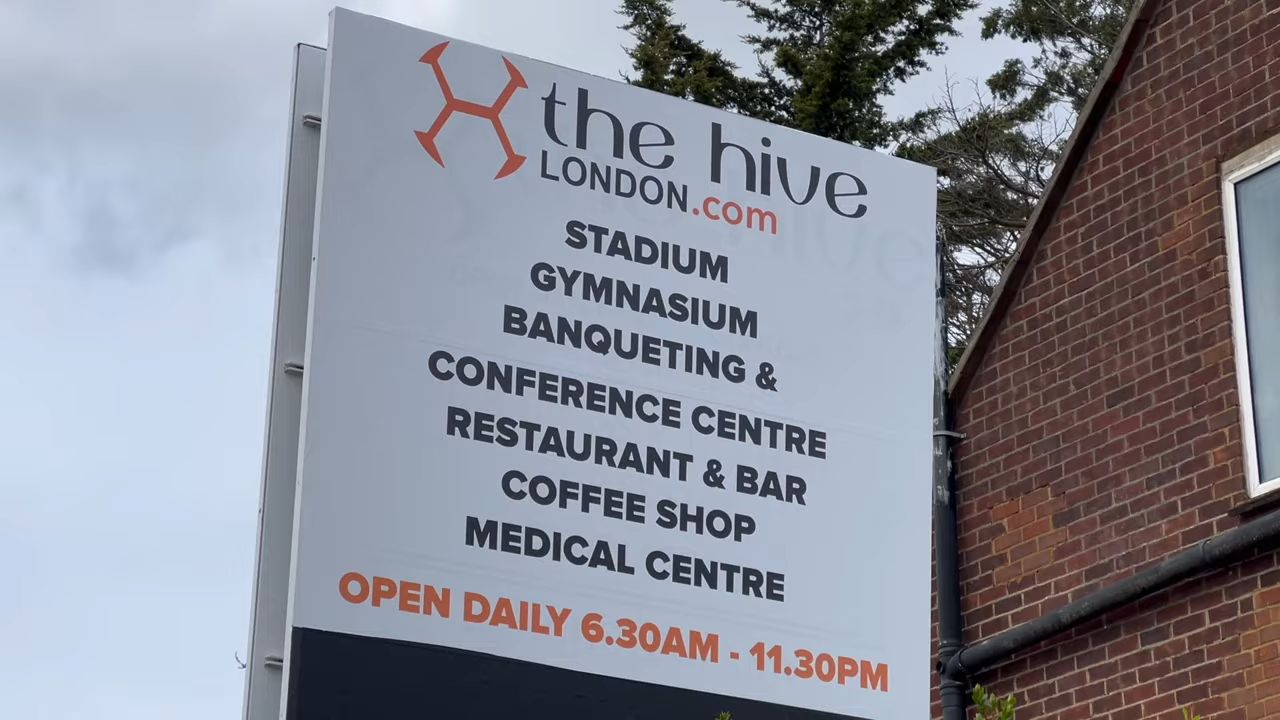 the hive
LONDON.com
STADIUM
GYMNASIUM
BANQUETING &
CONFERENCE CENTRE
RESTAURANT & BAR
COFFEE SHOP
MEDICAL CENTRE
OPEN DAILY 6.30AM - 11.30PM